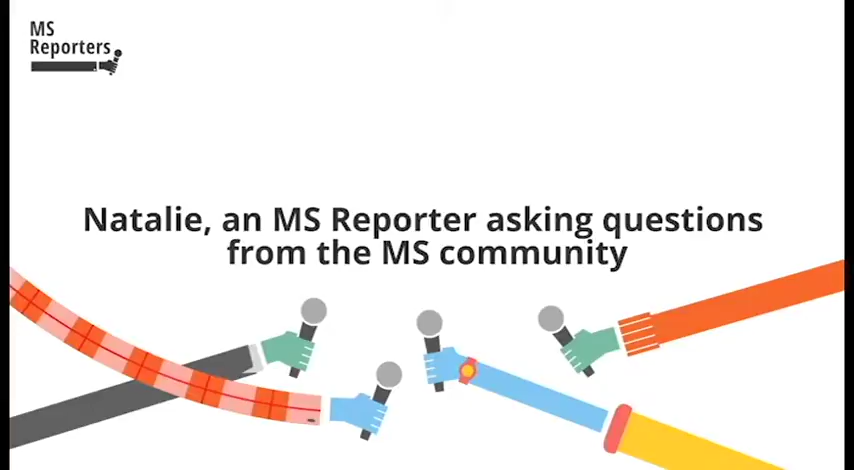 MS
Reporters
Natalie, an MS Reporter asking questions
from the MS community